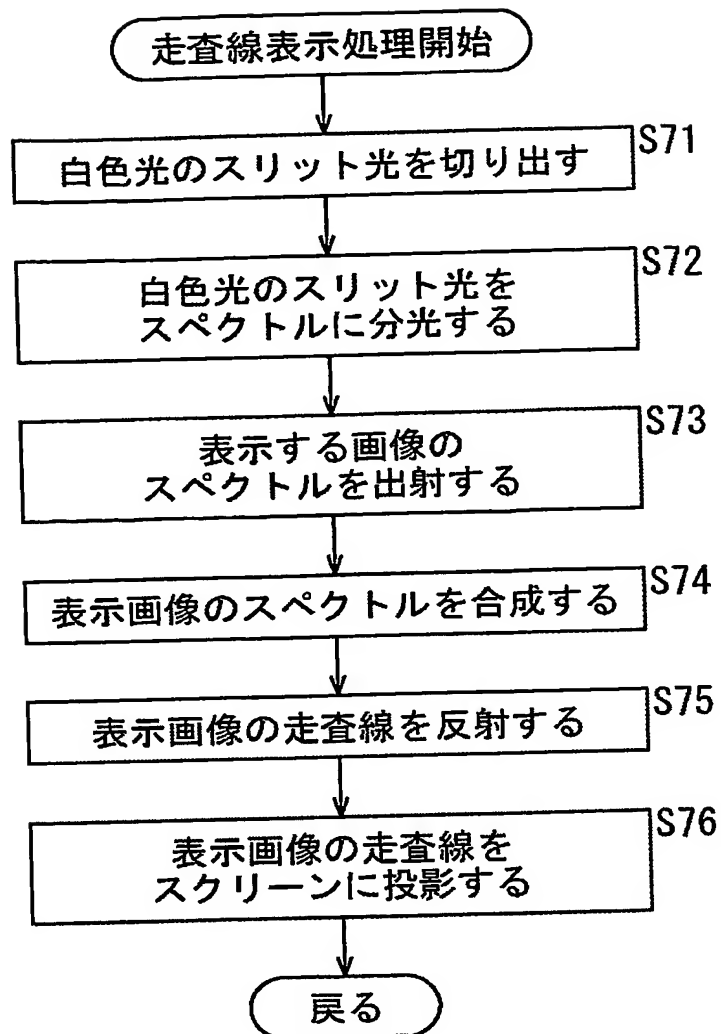 走査線表示処理開始
S71
白色光のスリット光を切り出す
S72
白色光のスリット光を
スペクトルに分光する
S73
表示する画像の
スペクトルを出射する
S74
表示画像のスペクトルを合成する
S75
表示画像の走査線を反射する
S76
表示画像の走査線を
スクリーンに投影する
戻る